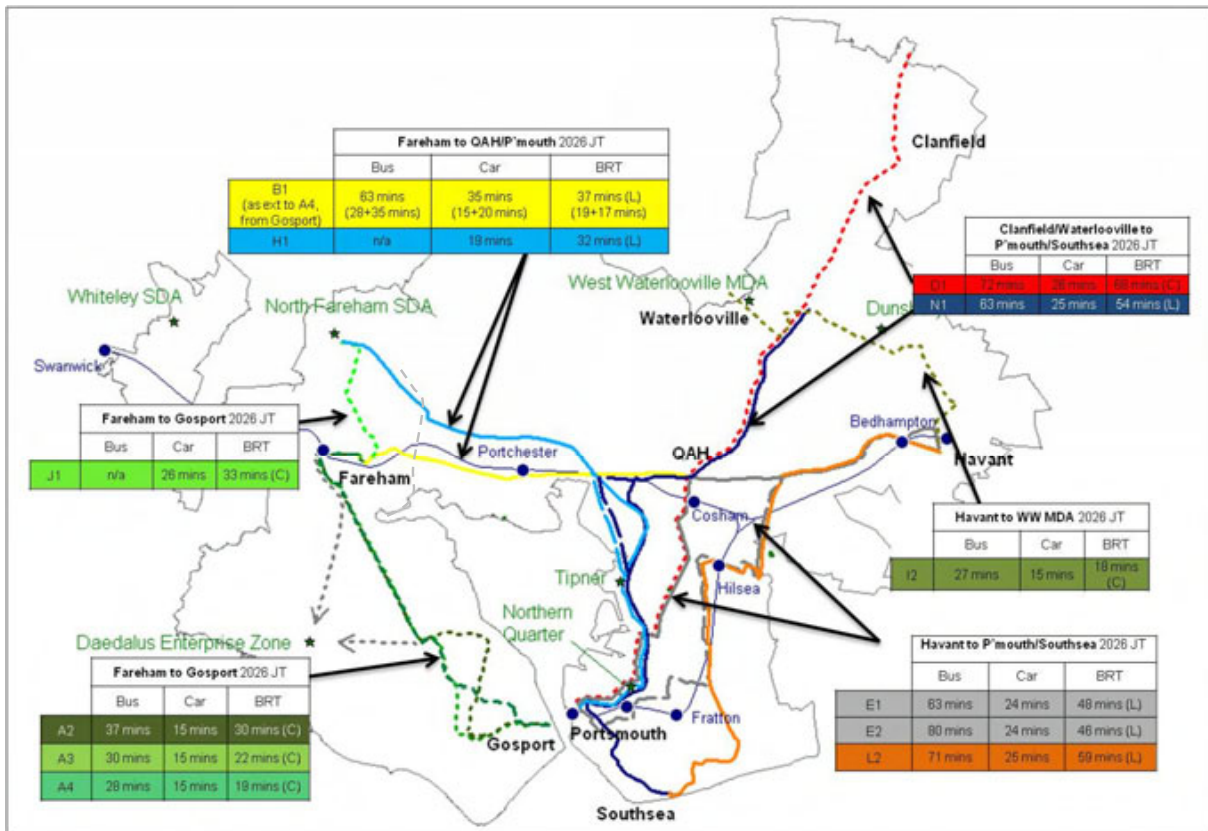 Fareham to QAH/P'mouth 2026 JT
Bus Car BRT
B1 (as ext to A4, from Gosport) 63 mins (28+35 mins) 35 mins (15+20 mins) 37 mins (L) (19+17 mins)
H1 n/a 19 mins 32 mins (L)
Clanfield
Clanfield/Waterlooville to P'mouth/Southsea 2026 JT
Bus Car BRT
D1 72 mins 26 mins 68 mins (C)
N1 63 mins 25 mins 54 mins (L)
Whiteley SDA
North Fareham SDA
West Waterlooville MDA
Waterlooville
Duns
Swanwick
Fareham to Gosport 2026 JT
Bus Car BRT
J1 n/a 26 mins 33 mins (C)
Fareham
Portchester
QAH
Bedhampton
Havant
Cosham
Hilsea
Tipner
Northern Quarter
Havant to WW MDA 2026 JT
Bus Car BRT
I2 27 mins 15 mins 18 mins (C)
Daedalus Enterprise Zone
Fareham to Gosport 2026 JT
Bus Car BRT
A2 37 mins 15 mins 30 mins (C)
A3 30 mins 15 mins 22 mins (C)
A4 28 mins 15 mins 19 mins (C)
Gosport
Portsmouth
Fratton
Southsea
Havant to P'mouth/Southsea 2026 JT
Bus Car BRT
E1 63 mins 24 mins 48 mins (L)
E2 80 mins 24 mins 46 mins (L)
L2 71 mins 25 mins 59 mins (L)